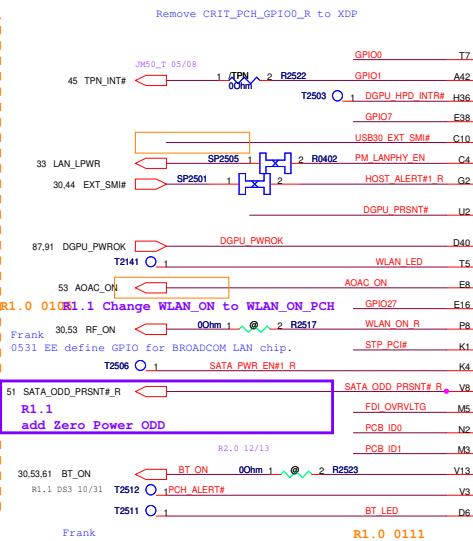 Remove CRIT_PCH_GPIO0_R to XDP
GPIO0 T7
JM50_T 05/08
45 TPN_INT# 1 /TPN 2 R2522 GPIO1 A42
0Ohm
T2503 1 DGPU_HPD_INTR# H36
GPIO7 E38
USB30_EXT_SMI# C10
33 LAN_LPWR SP2505 1 2 R0402 PM_LANPHY_EN C4
30,44 EXT_SMI# SP2501 1 2 HOST_ALERT#1_R G2
DGPU_PRSNT# U2
87,91 DGPU_PWROK DGPU_PWROK D40
T2141 1 WLAN_LED T5
53 AOAC_ON AOAC_ON E8
R1.1 Change WLAN_ON to WLAN_ON_PCH
GPIO27 E16
30,53 RF_ON 0Ohm 1 @ 2 R2517 WLAN_ON_R P8
Frank
0531 EE define GPIO for BROADCOM LAN chip.
STP_PCI# K1
T2506 1 SATA_PWR_EN#1_R K4
51 SATA_ODD_PRSNT#_R SATA_ODD_PRSNT#_R V8
R1.1
FDI_OVRVLTG M5
add Zero Power ODD
PCB_ID0 N2
R2.0 12/13
PCB_ID1 M3
30,53,61 BT_ON BT_ON 0Ohm 1 @ 2 R2523 V13
R1.1 DS3 10/31 T2512 1 PCH_ALERT# V3
T2511 1 BT_LED D6
Frank R1.0 0111